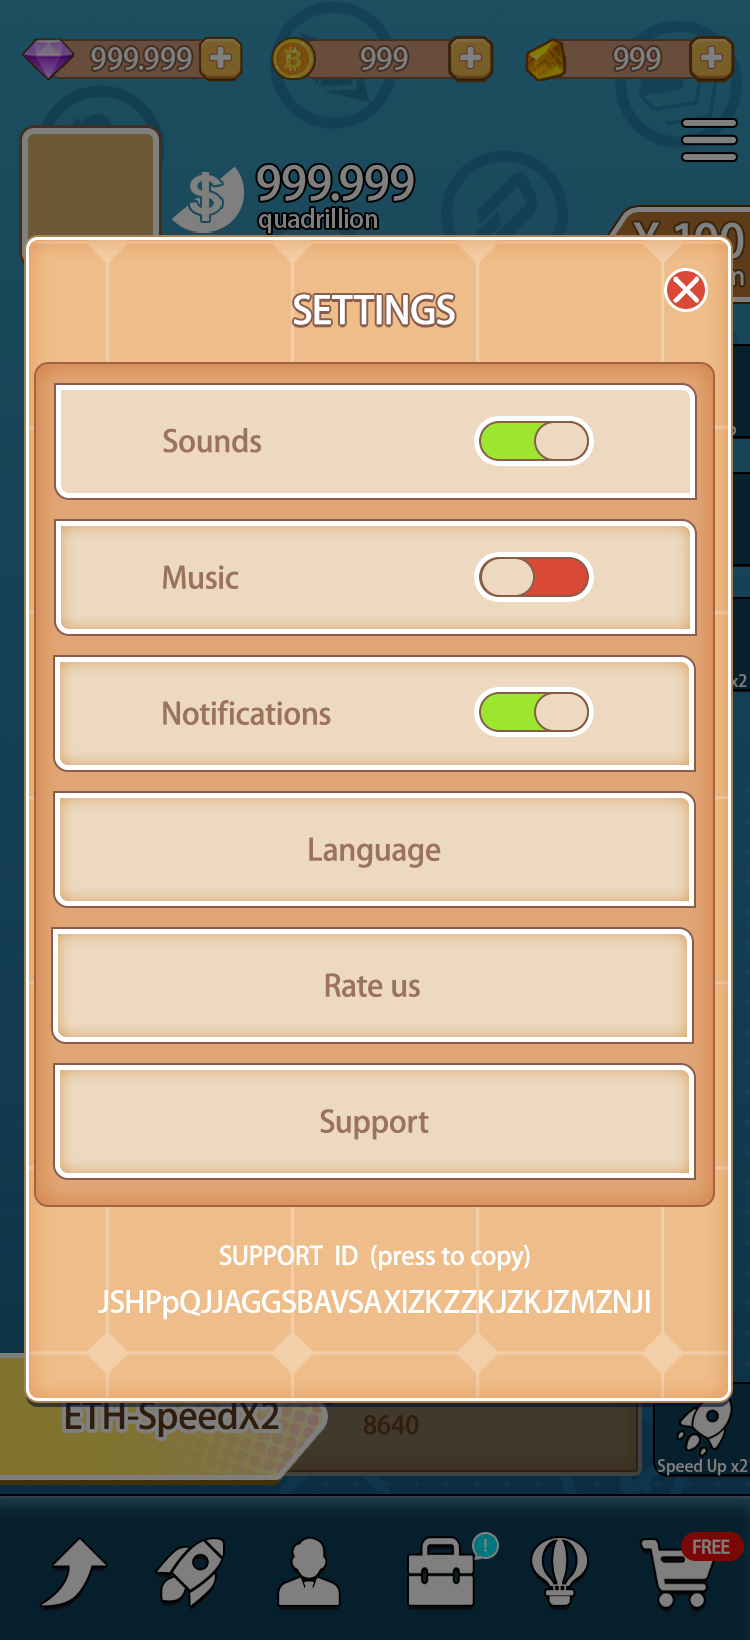 999.999
999
999
999.999
quadrillion
X 100
SETTINGS
Sounds
Music
Notifications
x2
Language
Rate us
Support
SUPPORT ID (press to copy)
JSHPpQJJAGGSBAVSAXIZKZZKJZKJZMZNJI
ETH-SpeedX2
8640
Speed Up x2
!
FREE